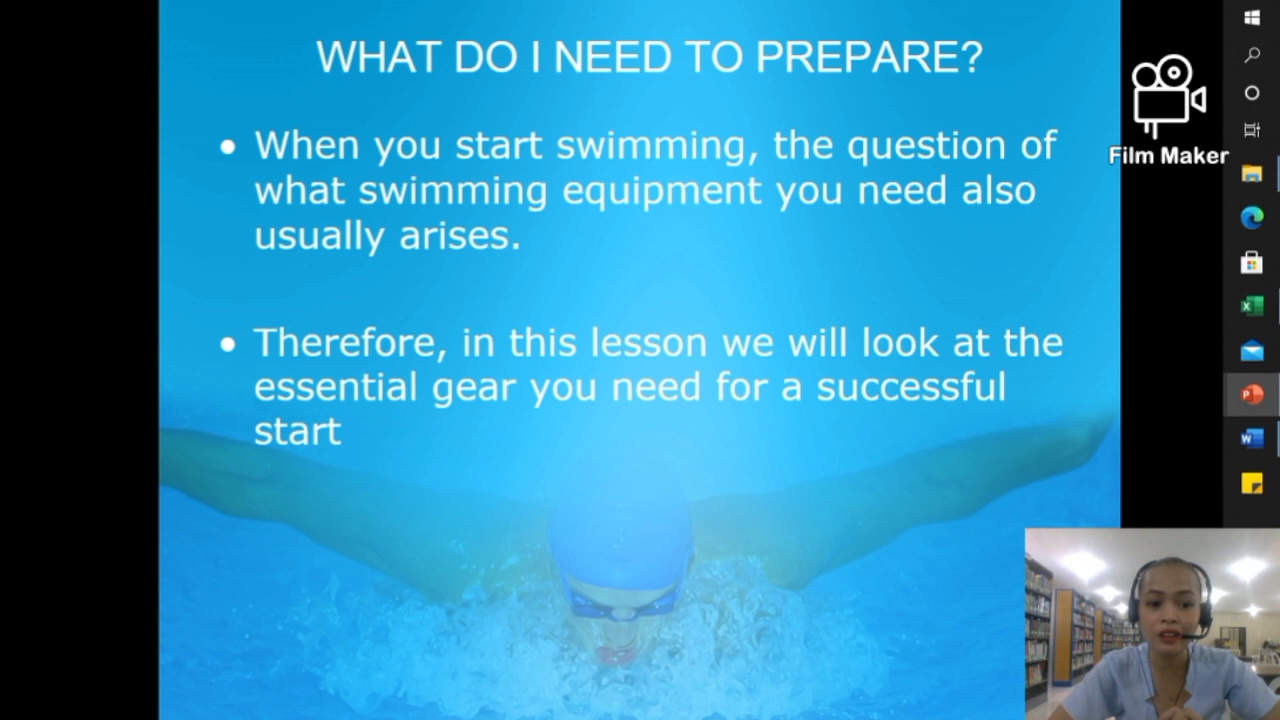 WHAT DO I NEED TO PREPARE?
• When you start swimming, the question of
what swimming equipment you need also
usually arises.
• Therefore, in this lesson we will look at the
essential gear you need for a successful
start
Film Maker